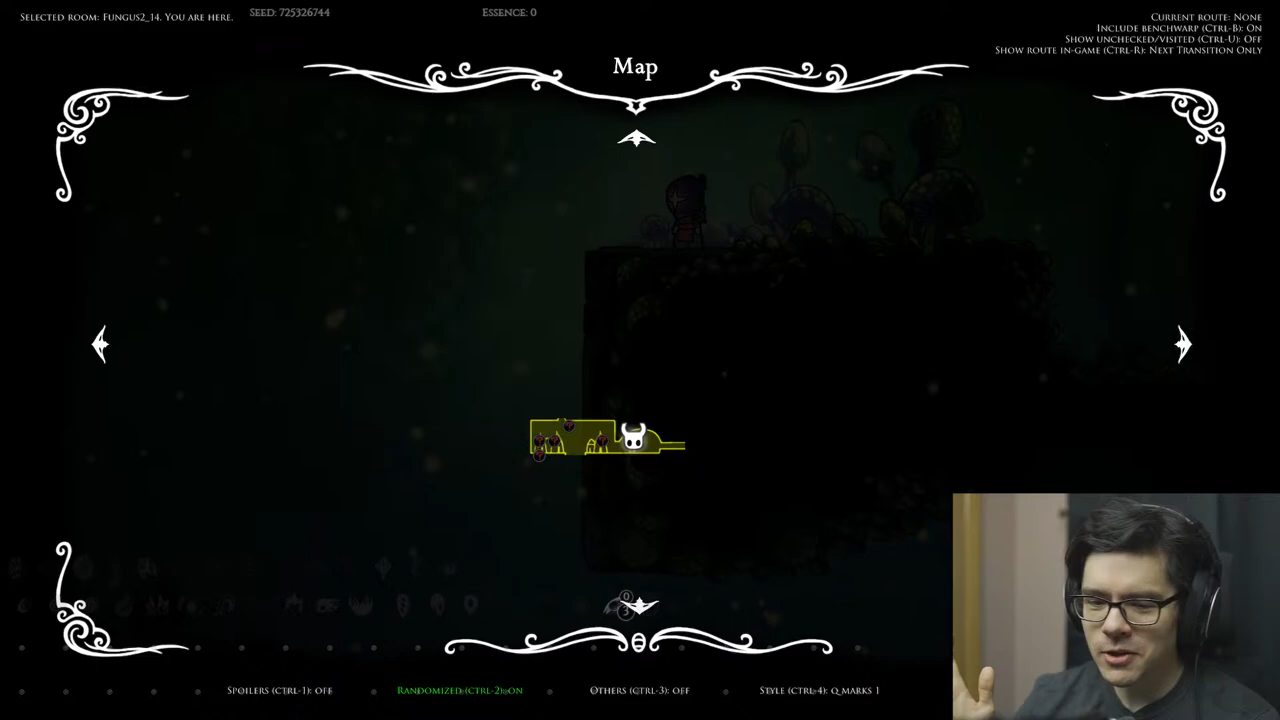 Selected room: Fungus2_14. You are here.
Seed: 725326744
Essence: 0
Current route: None
Include benchwarp (Ctrl-B): On
Show unchecked/visited (Ctrl-U): Off
Show route in-game (Ctrl-R): Next Transition Only
Map
0
3
Spoilers (Ctrl-1): off
Randomized (Ctrl-2): on
Others (Ctrl-3): off
Style (Ctrl-4): Q Marks 1